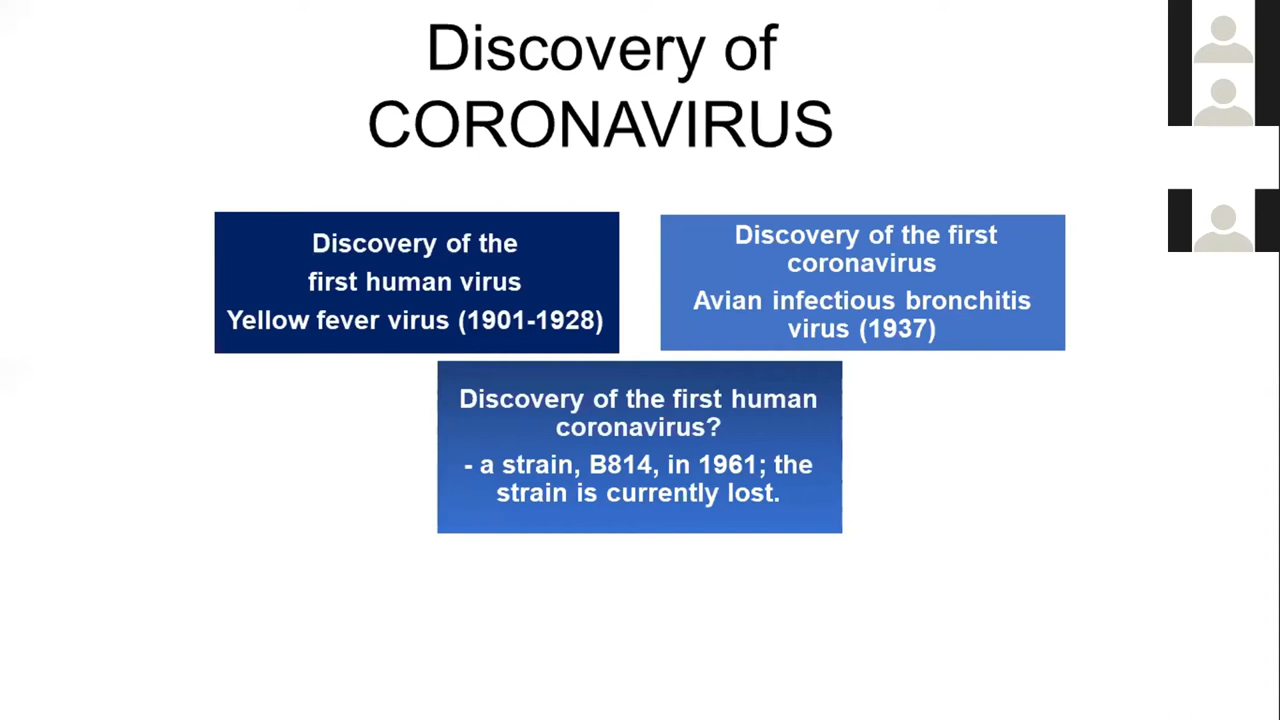 Discovery of
CORONAVIRUS
Discovery of the
first human virus
Yellow fever virus (1901-1928)
Discovery of the first
coronavirus
Avian infectious bronchitis
virus (1937)
Discovery of the first human
coronavirus?
- a strain, B814, in 1961; the
strain is currently lost.